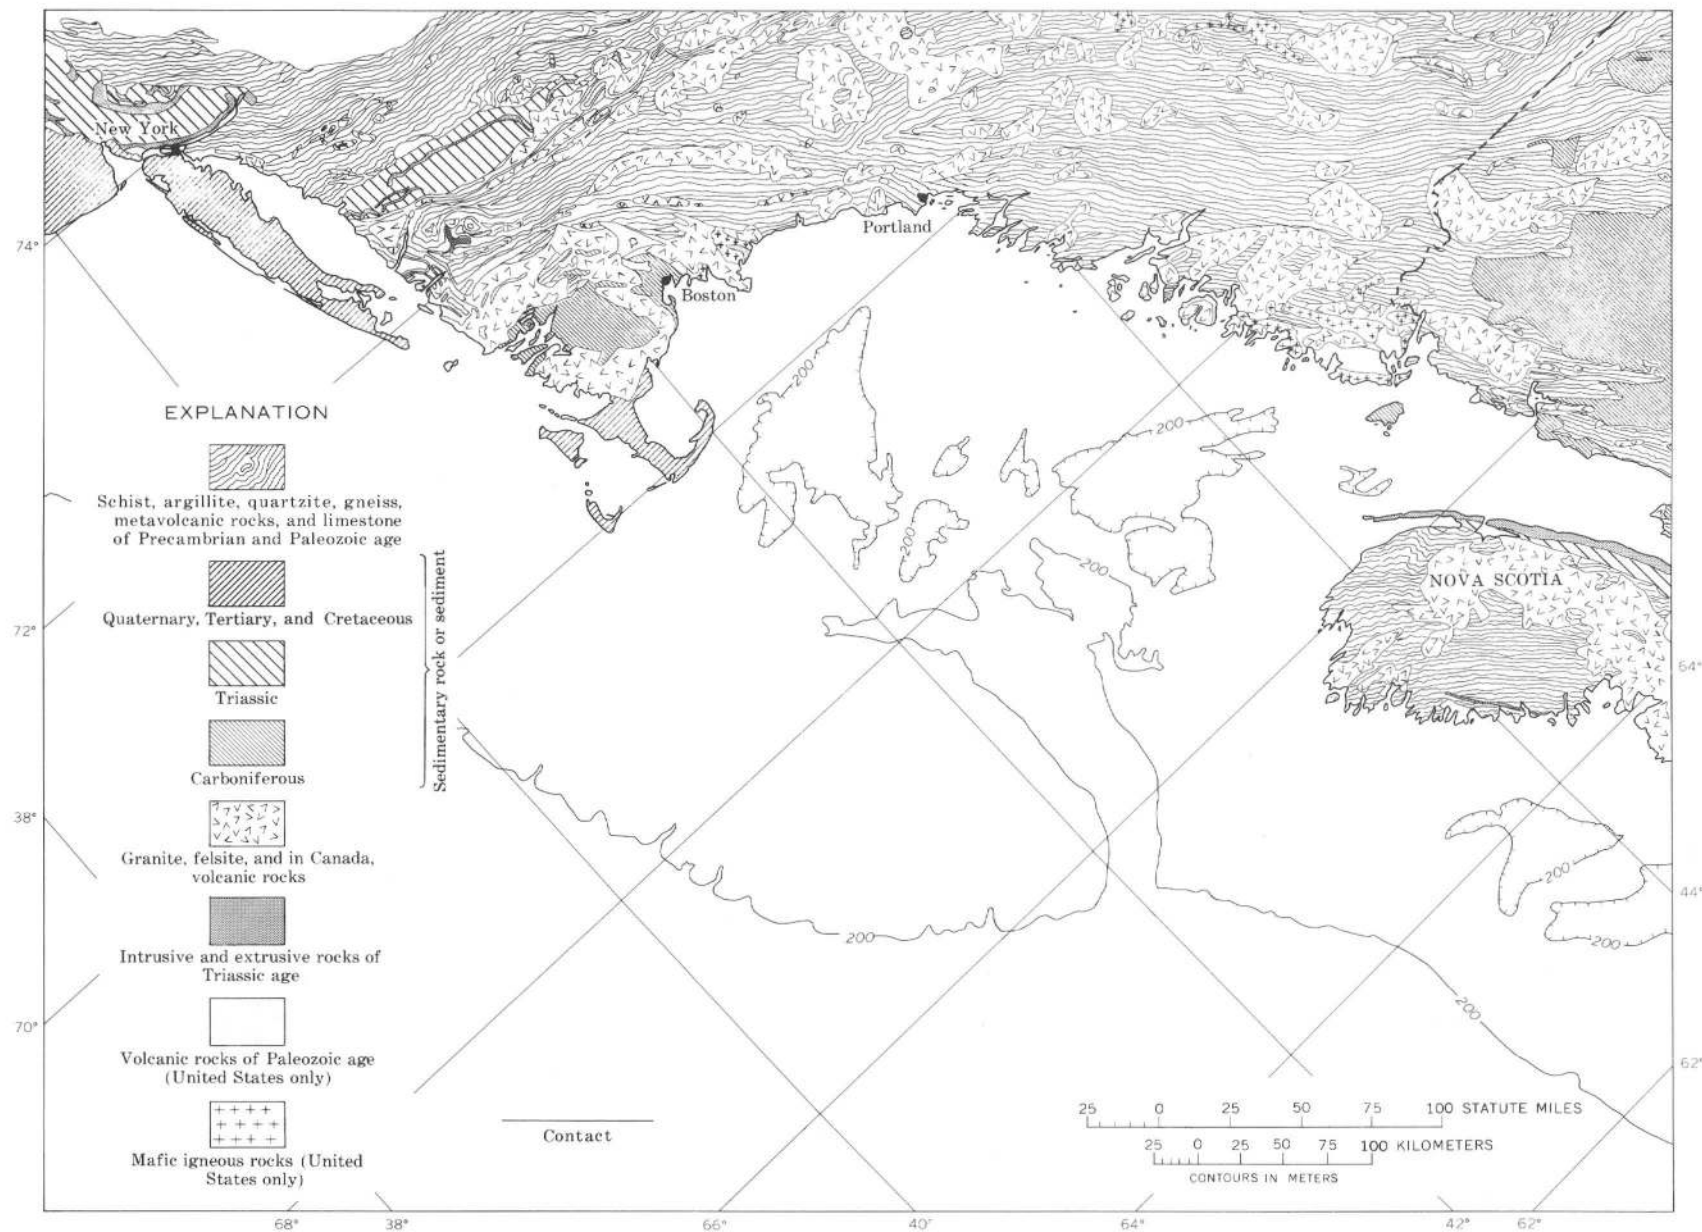 New York
Portland
Boston
74°
EXPLANATION
Schist, argillite, quartzite, gneiss,
metavolcanic rocks, and limestone
of Precambrian and Paleozoic age
Quaternary, Tertiary, and Cretaceous
Triassic
Carboniferous
Sedimentary rock or sediment
Granite, felsite, and in Canada,
volcanic rocks
Intrusive and extrusive rocks of
Triassic age
Volcanic rocks of Paleozoic age
(United States only)
Mafic igneous rocks (United
States only)
Contact
72°
38°
70°
200
200
200
200
NOVA SCOTIA
64°
200
200
200
200
44°
62°
25 0 25 50 75 100 STATUTE MILES
25 0 25 50 75 100 KILOMETERS
CONTOURS IN METERS
68° 38° 66° 40° 64° 42° 62°